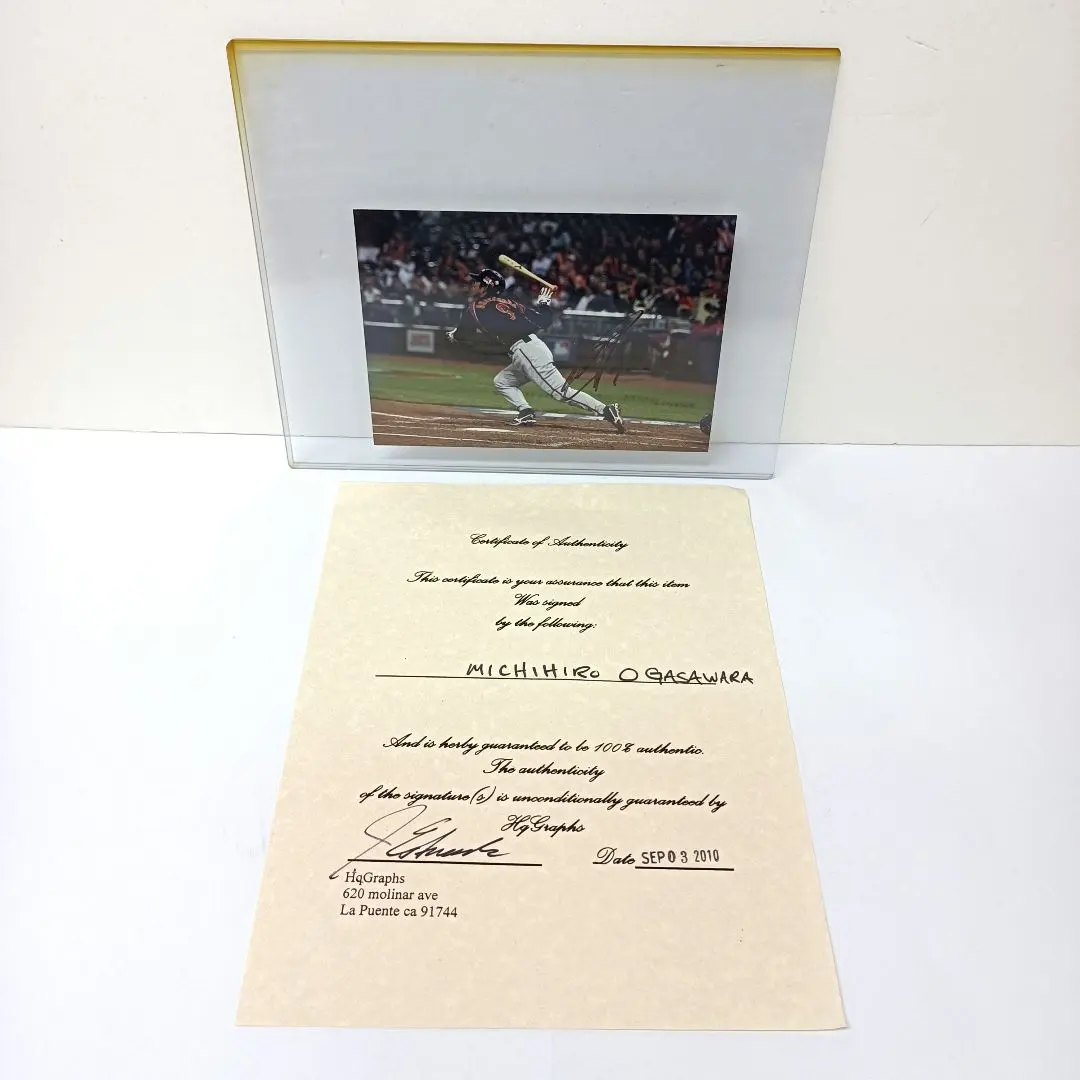 Certificate of Authenticity
This certificate is your assurance that this item
Was signed
by the following:
MICHIHIRO OGASAWARA
And is herby guaranteed to be 100% authentic.
The authenticity
of the signature(s) is unconditionally guaranteed by
HqGraphs
Date SEP 03 2010
HqGraphs
620 molinar ave
La Puente ca 91744